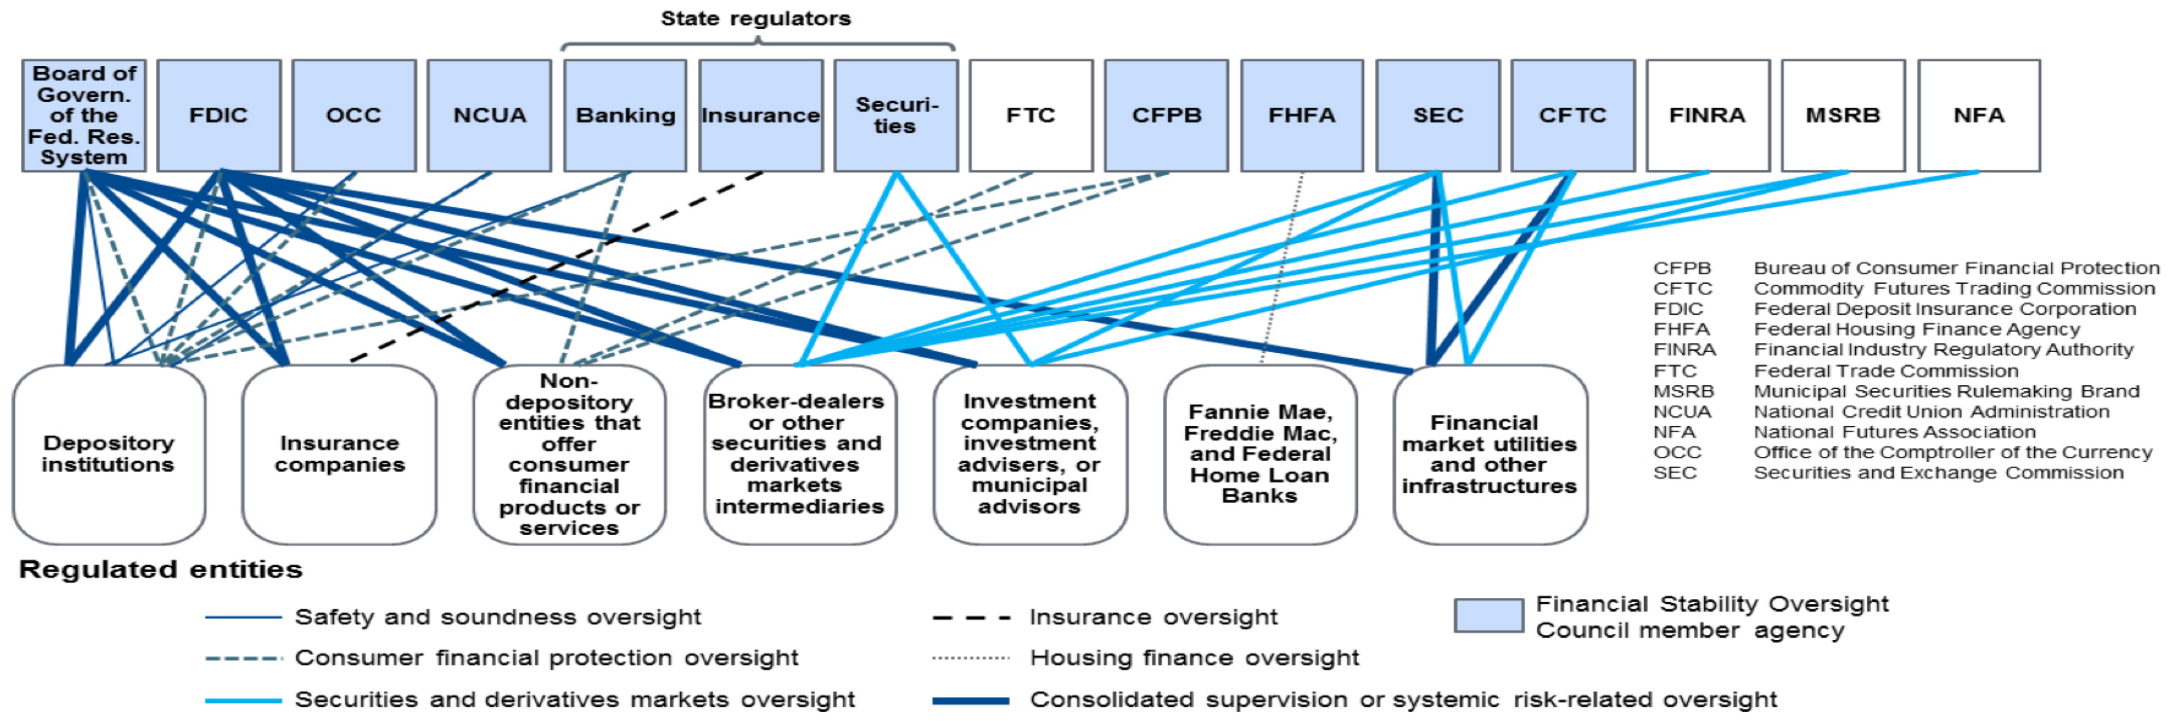 State regulators
Board of
Govern.
of the
Fed. Res.
System
FDIC
OCC
NCUA
Banking
Insurance
Securi-
ties
FTC
CFPB
FHFA
SEC
CFTC
FINRA
MSRB
NFA
CFPB Bureau of Consumer Financial Protection
CFTC Commodity Futures Trading Commission
FDIC Federal Deposit Insurance Corporation
FHFA Federal Housing Finance Agency
FINRA Financial Industry Regulatory Authority
FTC Federal Trade Commission
MSRB Municipal Securities Rulemaking Brand
NCUA National Credit Union Administration
NFA National Futures Association
OCC Office of the Comptroller of the Currency
SEC Securities and Exchange Commission
Depository
institutions
Insurance
companies
Non-
depository
entities that
offer
consumer
financial
products or
services
Broker-dealers
or other
securities and
derivatives
markets
intermediaries
Investment
companies,
investment
advisers, or
municipal
advisors
Fannie Mae,
Freddie Mac,
and Federal
Home Loan
Banks
Financial
market utilities
and other
infrastructures
Regulated entities
Safety and soundness oversight
Consumer financial protection oversight
Securities and derivatives markets oversight
Insurance oversight
Housing finance oversight
Consolidated supervision or systemic risk-related oversight
Financial Stability Oversight
Council member agency